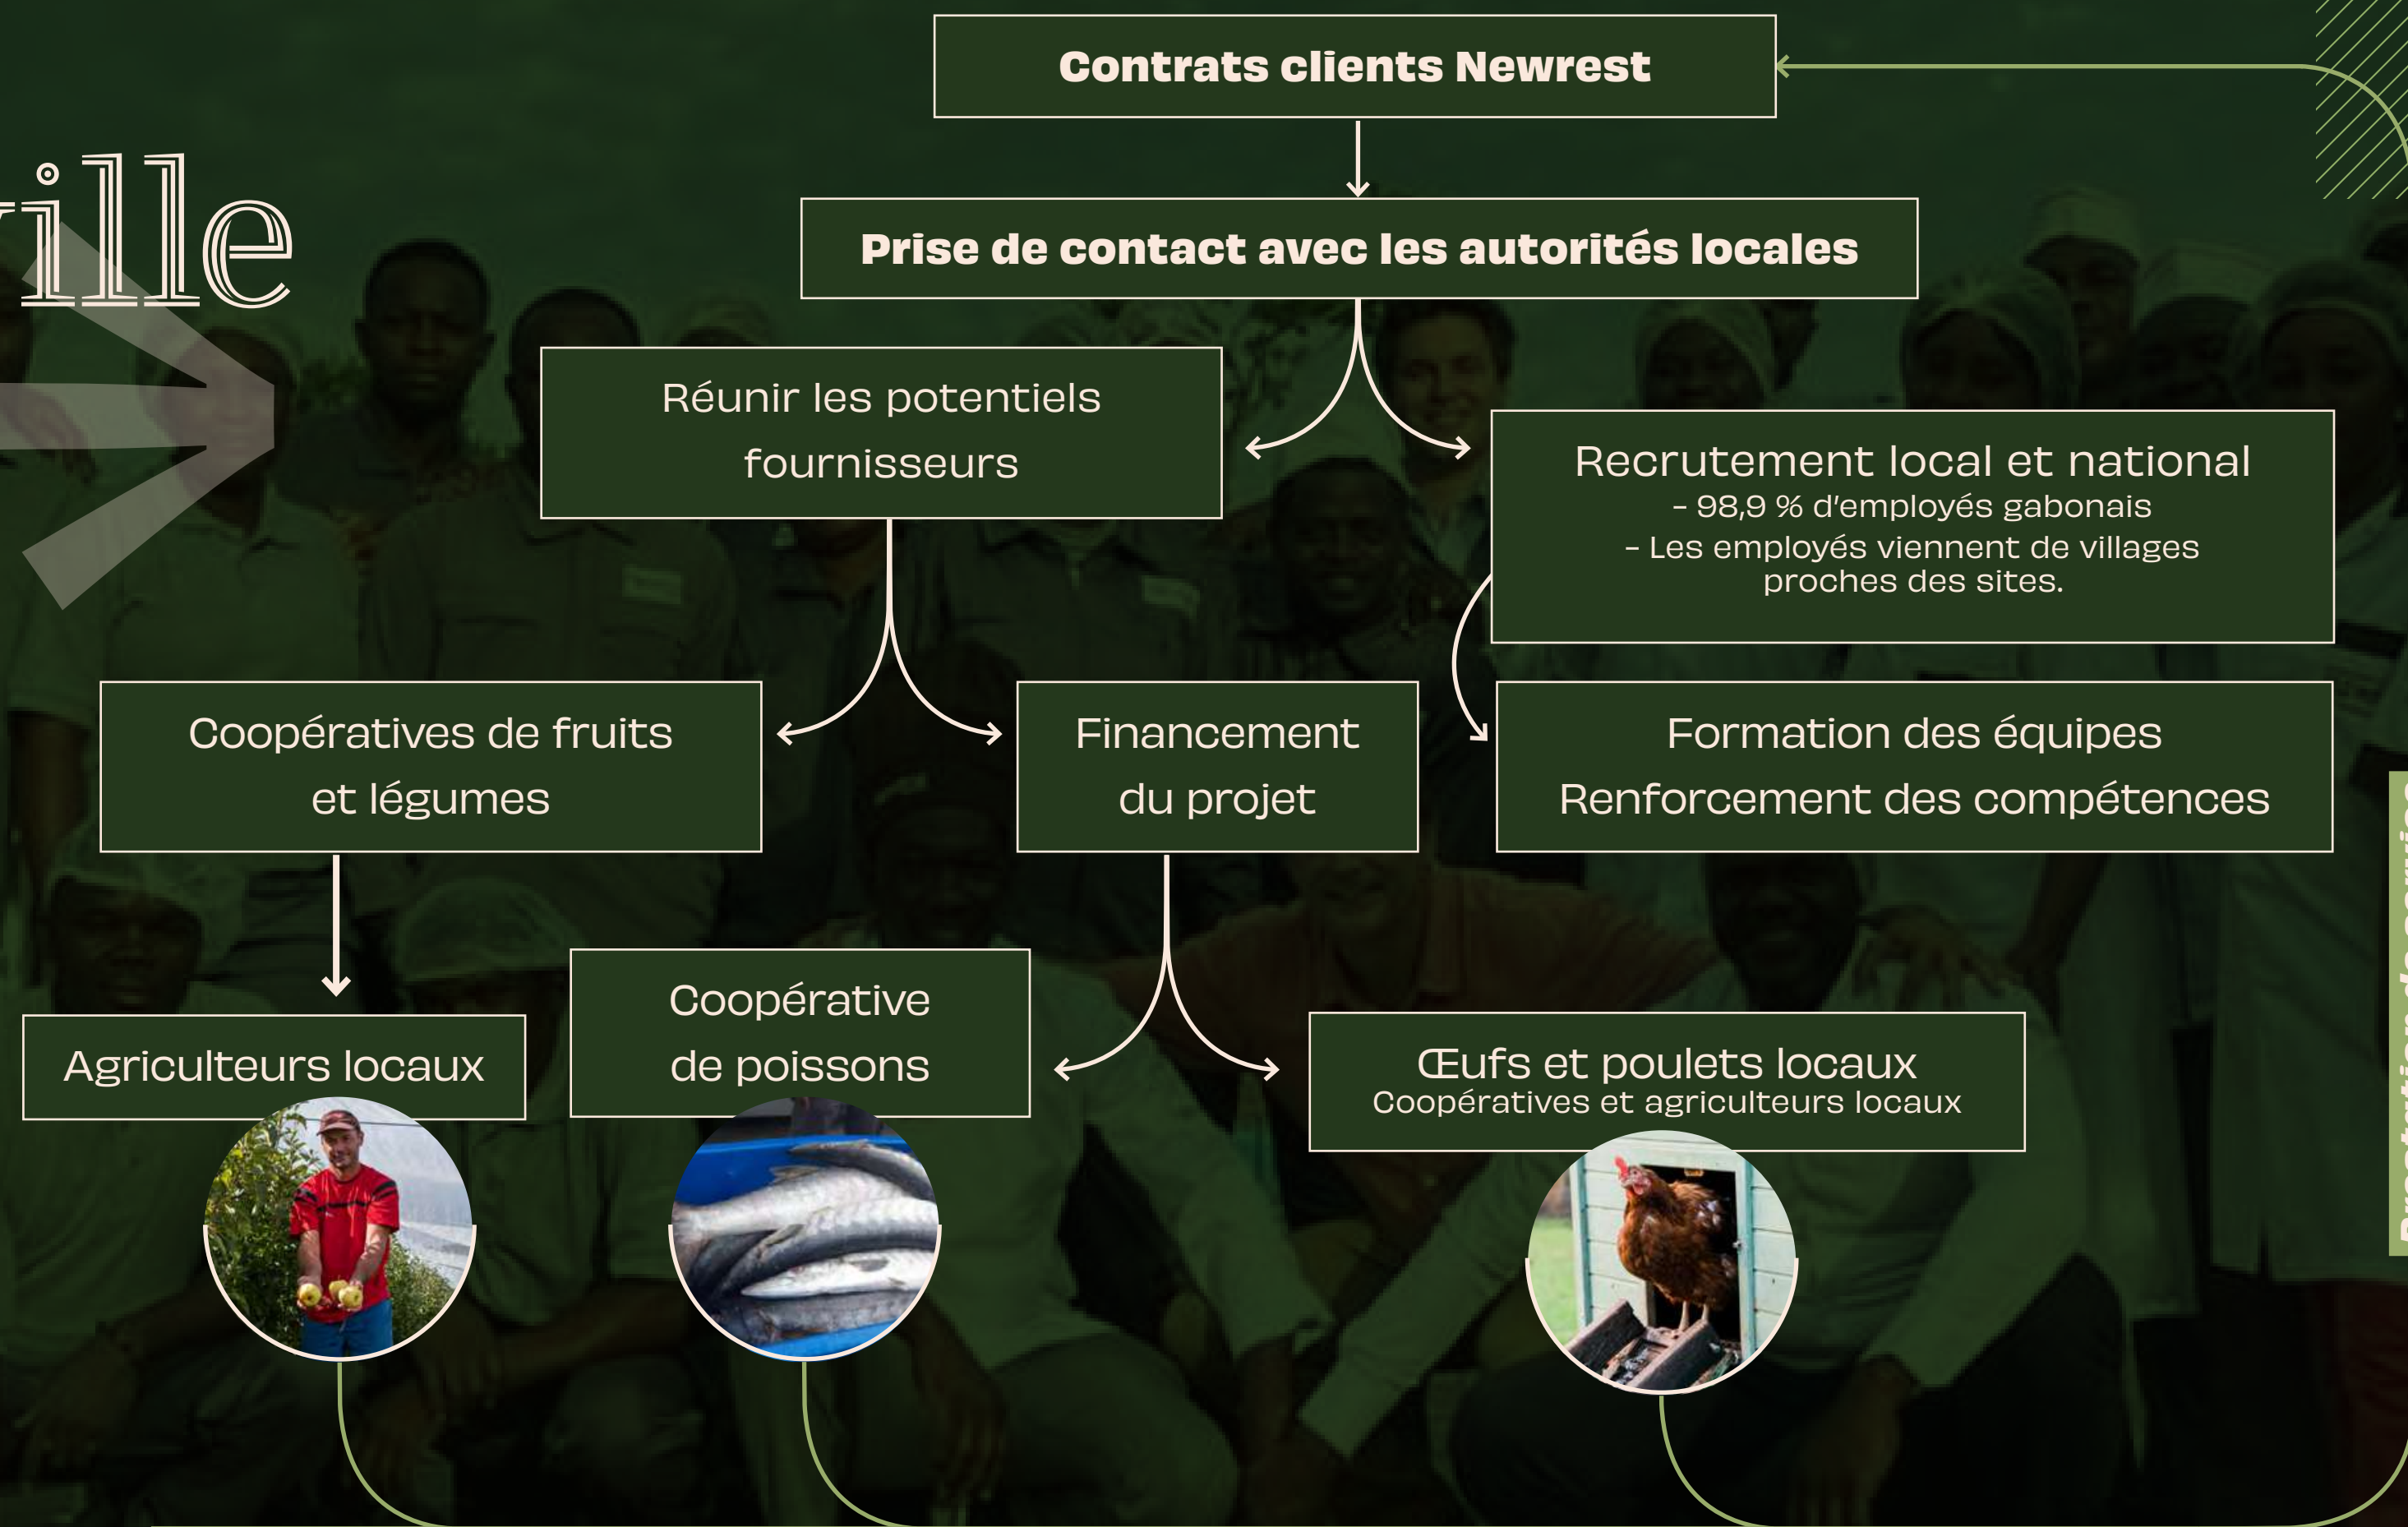 Contrats clients Newrest
Prise de contact avec les autorités locales
ville
Réunir les potentiels
fournisseurs
Recrutement local et national
- 98,9 % d'employés gabonais
- Les employés viennent de villages
proches des sites.
Coopératives de fruits
et légumes
Financement
du projet
Formation des équipes
Renforcement des compétences
Agriculteurs locaux
Coopérative
de poissons
Œufs et poulets locaux
Coopératives et agriculteurs locaux